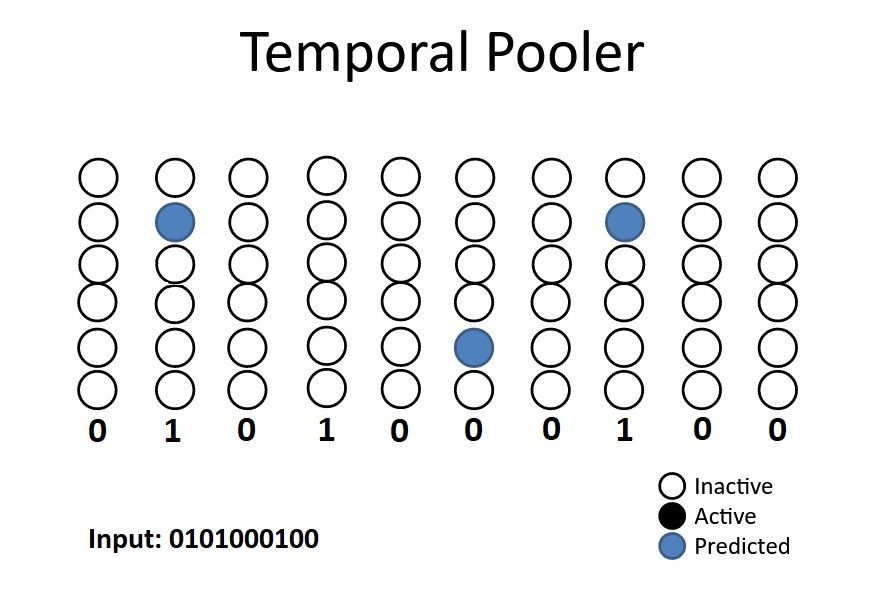 Temporal Pooler
0 1 0 1 0 0 0 1 0 0
Inactive
Active
Input: 0101000100
Predicted